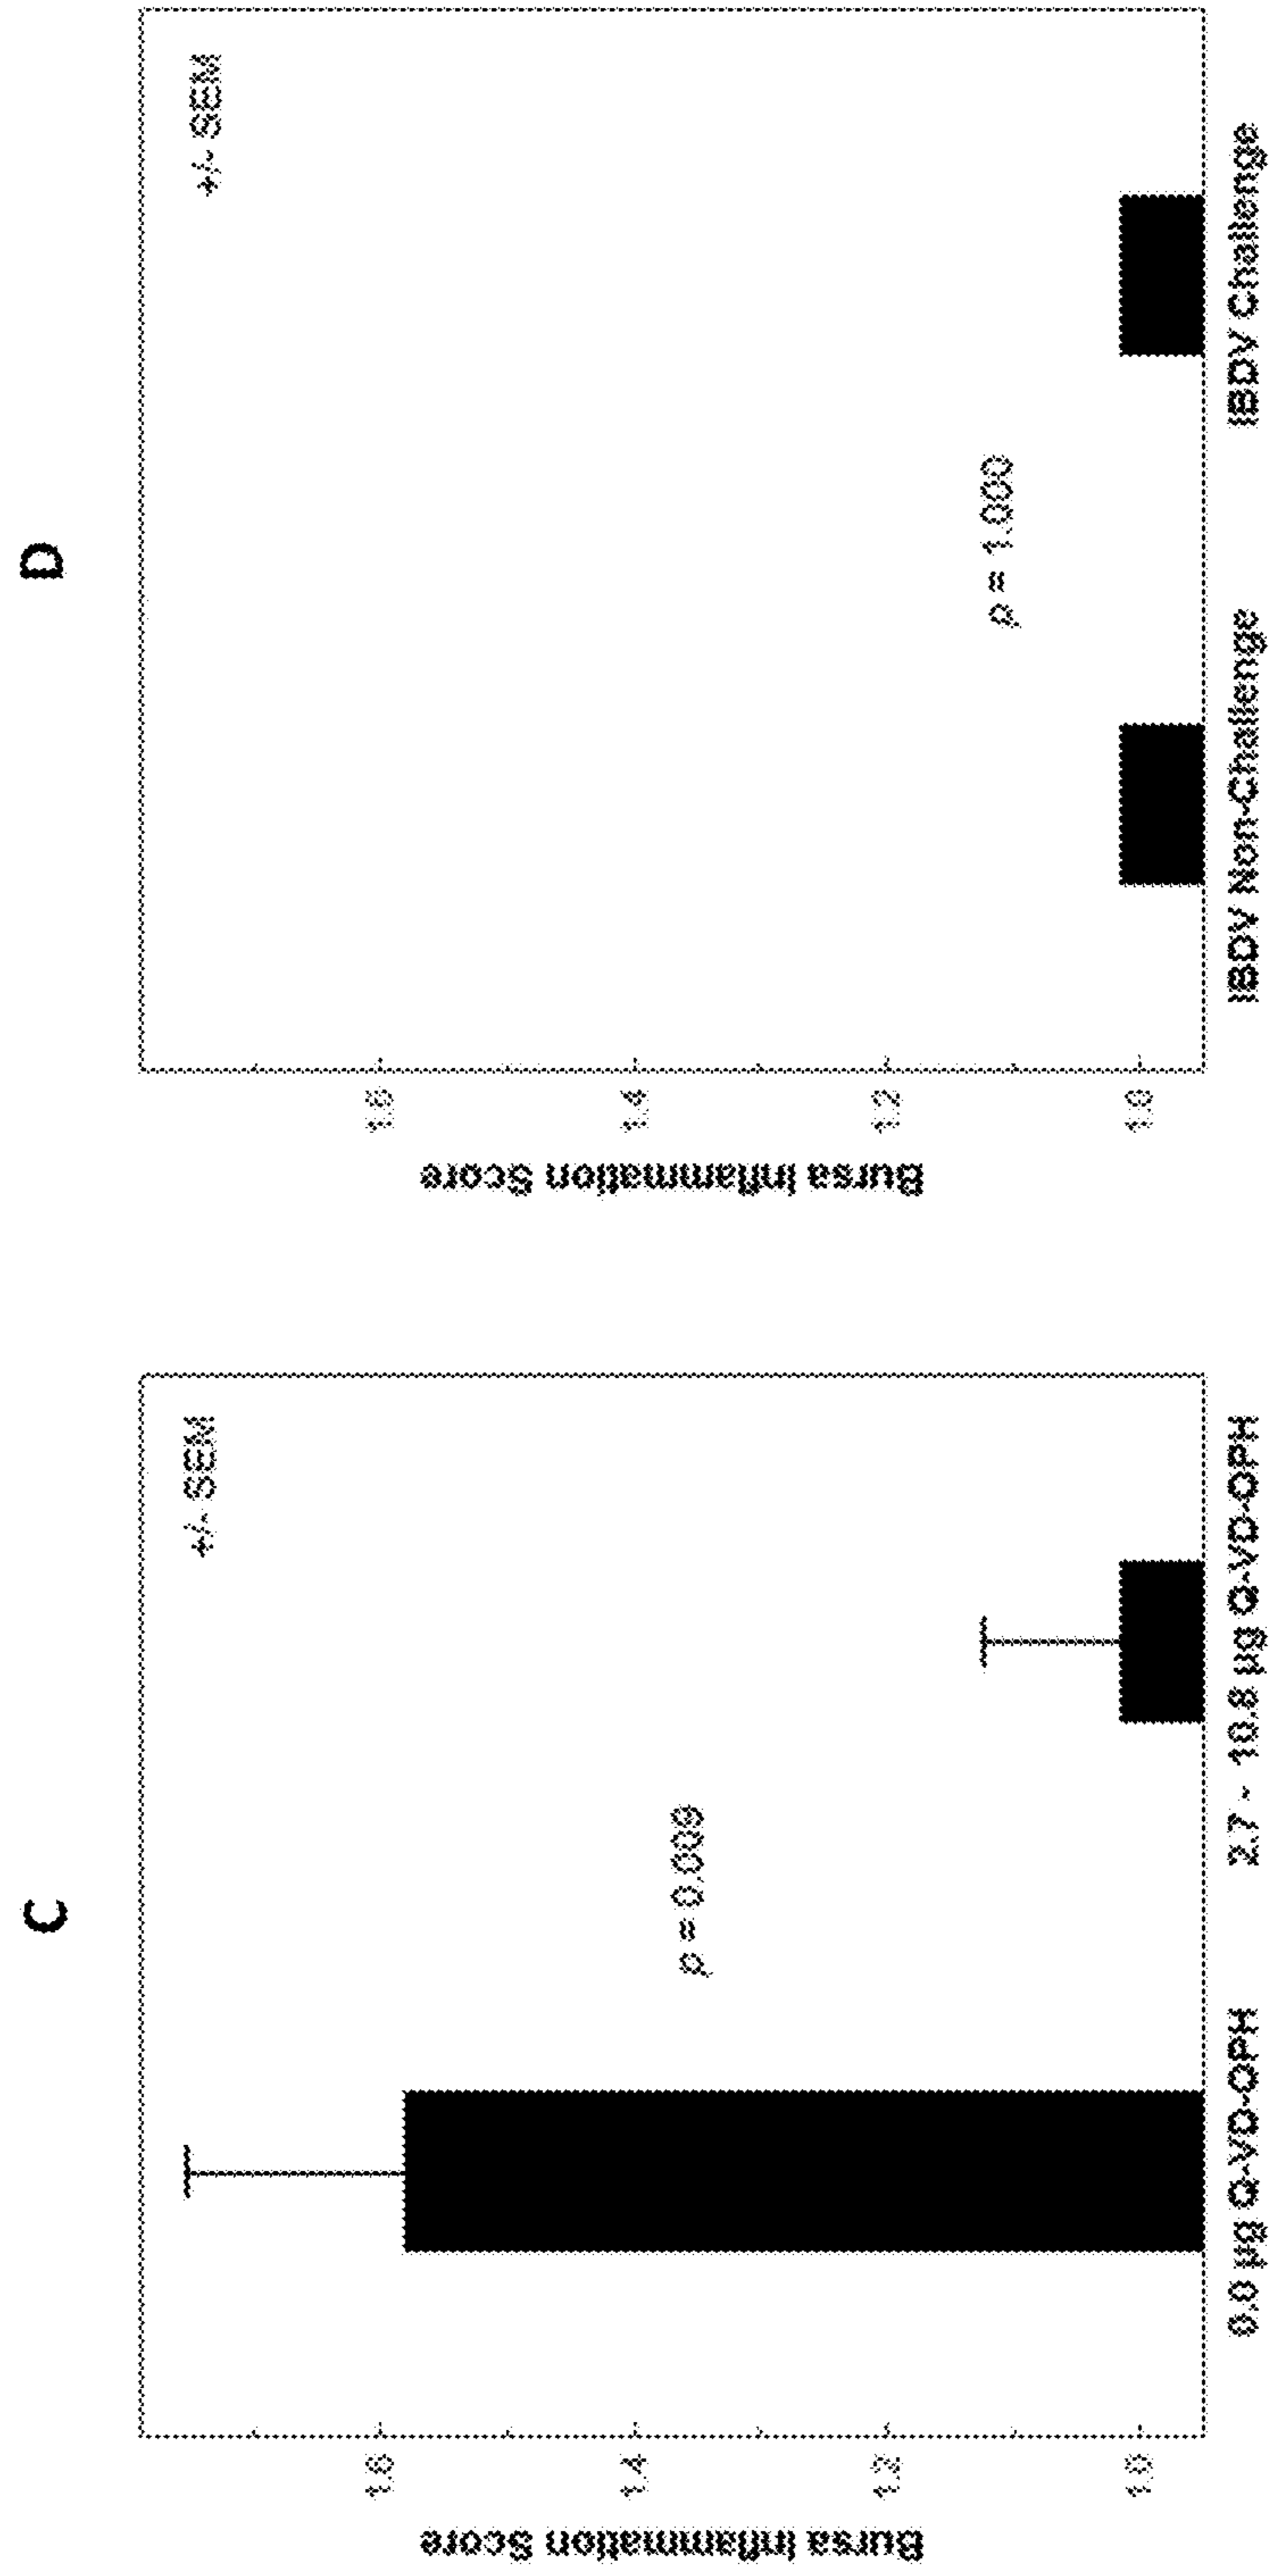 C
+/- SEM
Bursa Inflammation Score
1.6
1.4
1.2
1.0
p = 0.009
0.0 µg Q-VD-OPH
2.7 - 10.8 µg Q-VD-OPH
D
+/- SEM
Bursa Inflammation Score
1.6
1.4
1.2
1.0
p = 1.000
IBDV Non-Challenge
IBDV Challenge